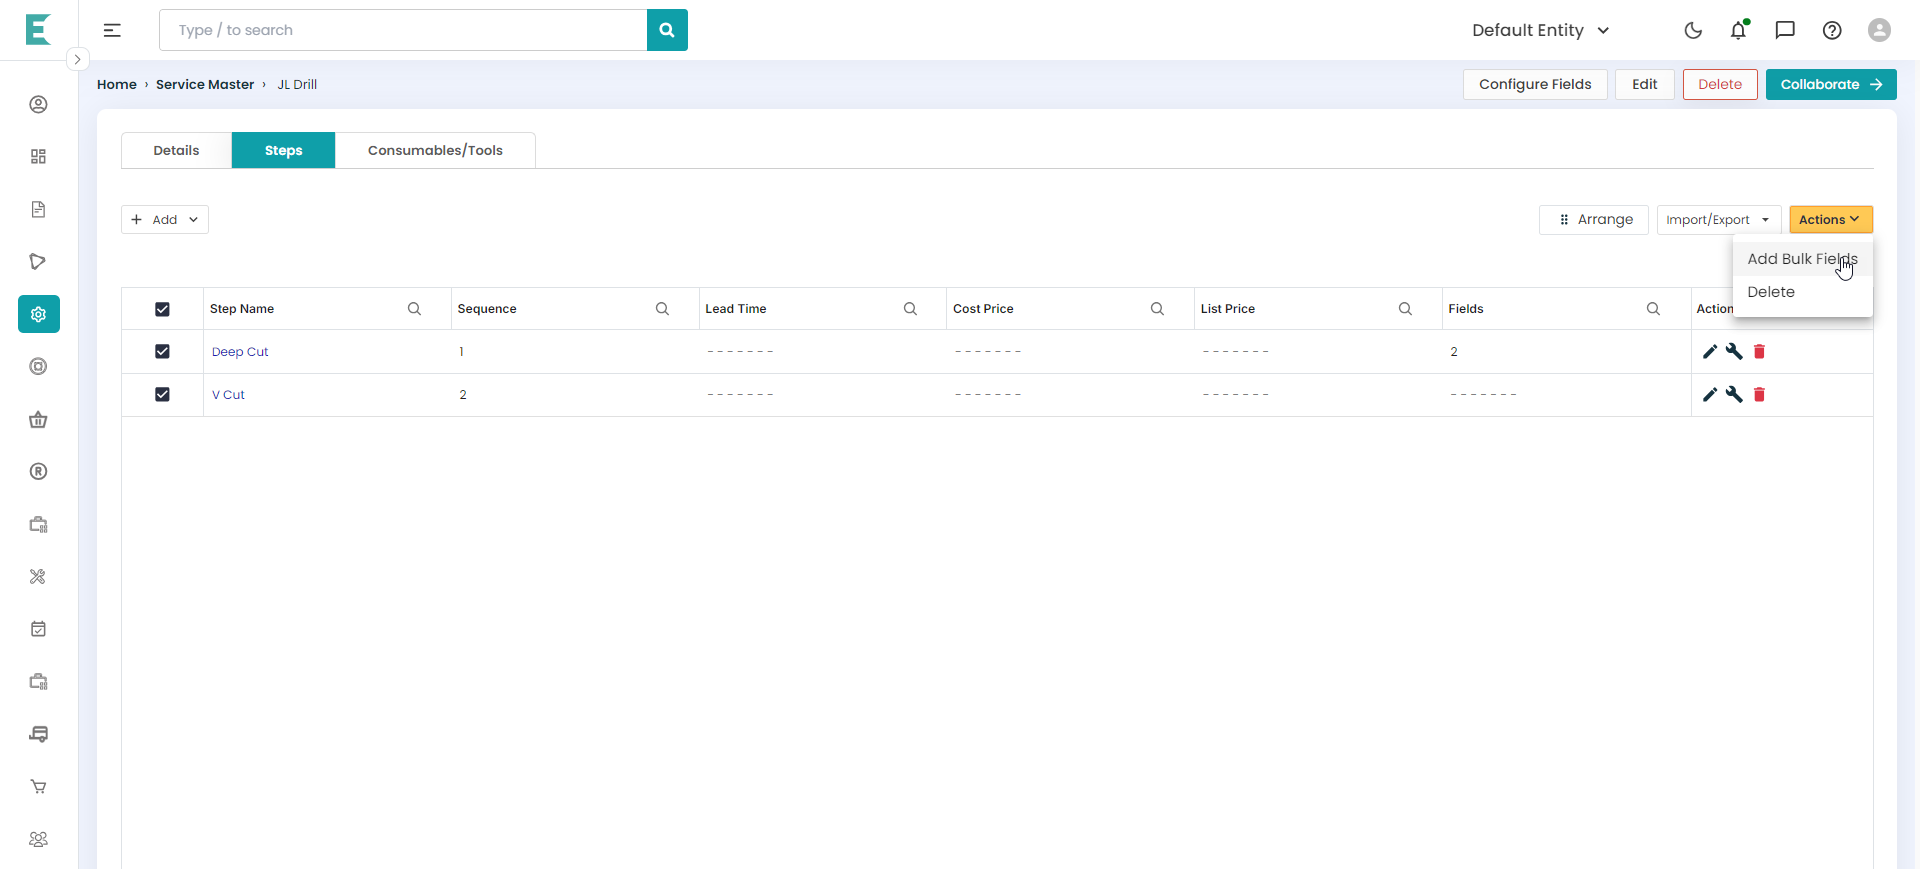 Type / to search
Default Entity
Home › Service Master › JL Drill
Configure Fields
Edit
Delete
Collaborate
Details
Steps
Consumables/Tools
+ Add
Arrange
Import/Export
Actions
Add Bulk Fields
Delete
Step Name
Sequence
Lead Time
Cost Price
List Price
Fields
Action
Deep Cut
1
- - - - - - -
- - - - - - -
- - - - - - -
2
V Cut
2
- - - - - - -
- - - - - - -
- - - - - - -
- - - - - - -